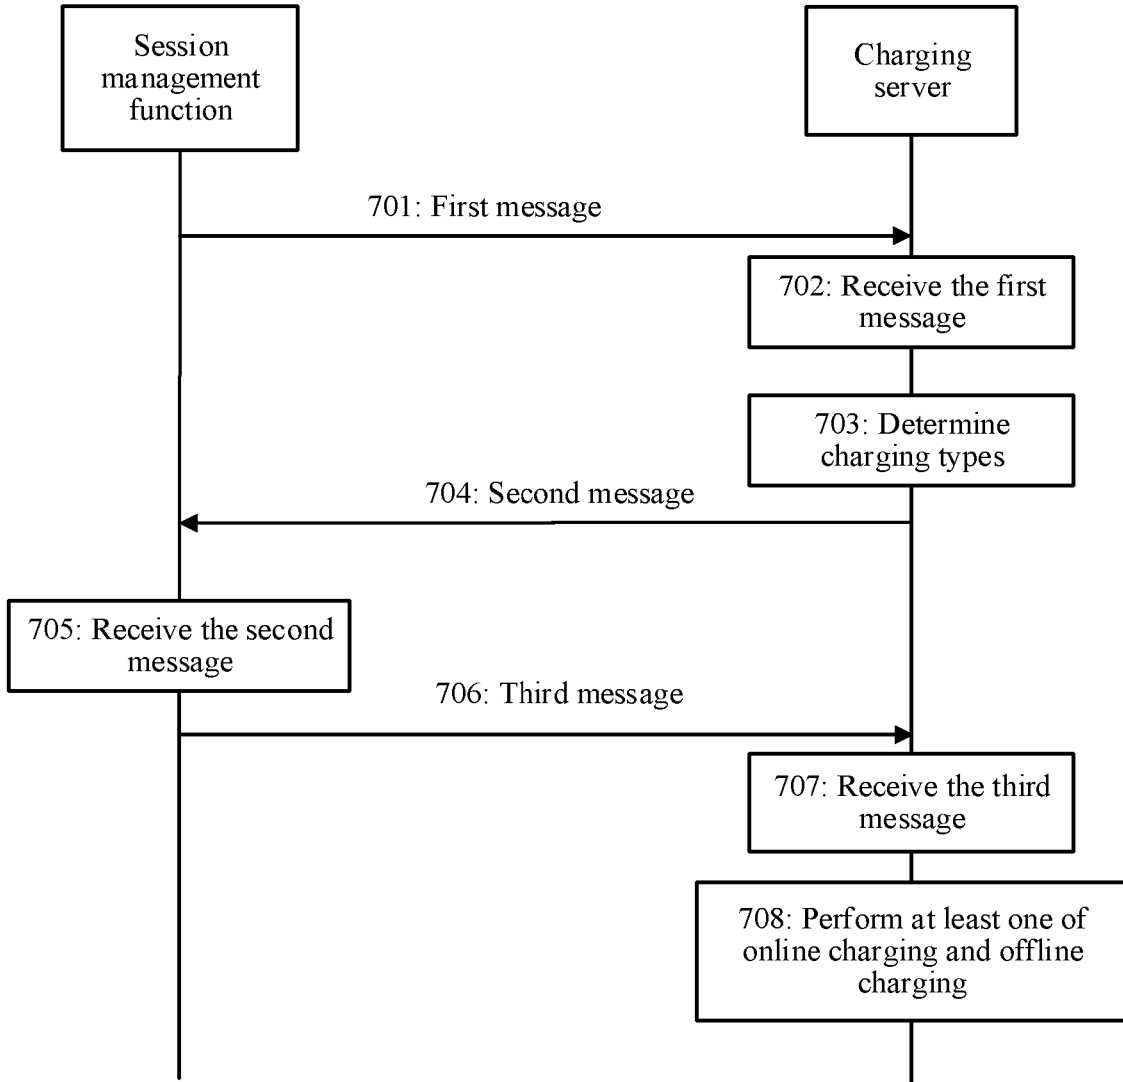 Session
management
function
Charging
server
701: First message
702: Receive the first
message
703: Determine
charging types
704: Second message
705: Receive the second
message
706: Third message
707: Receive the third
message
708: Perform at least one of
online charging and offline
charging